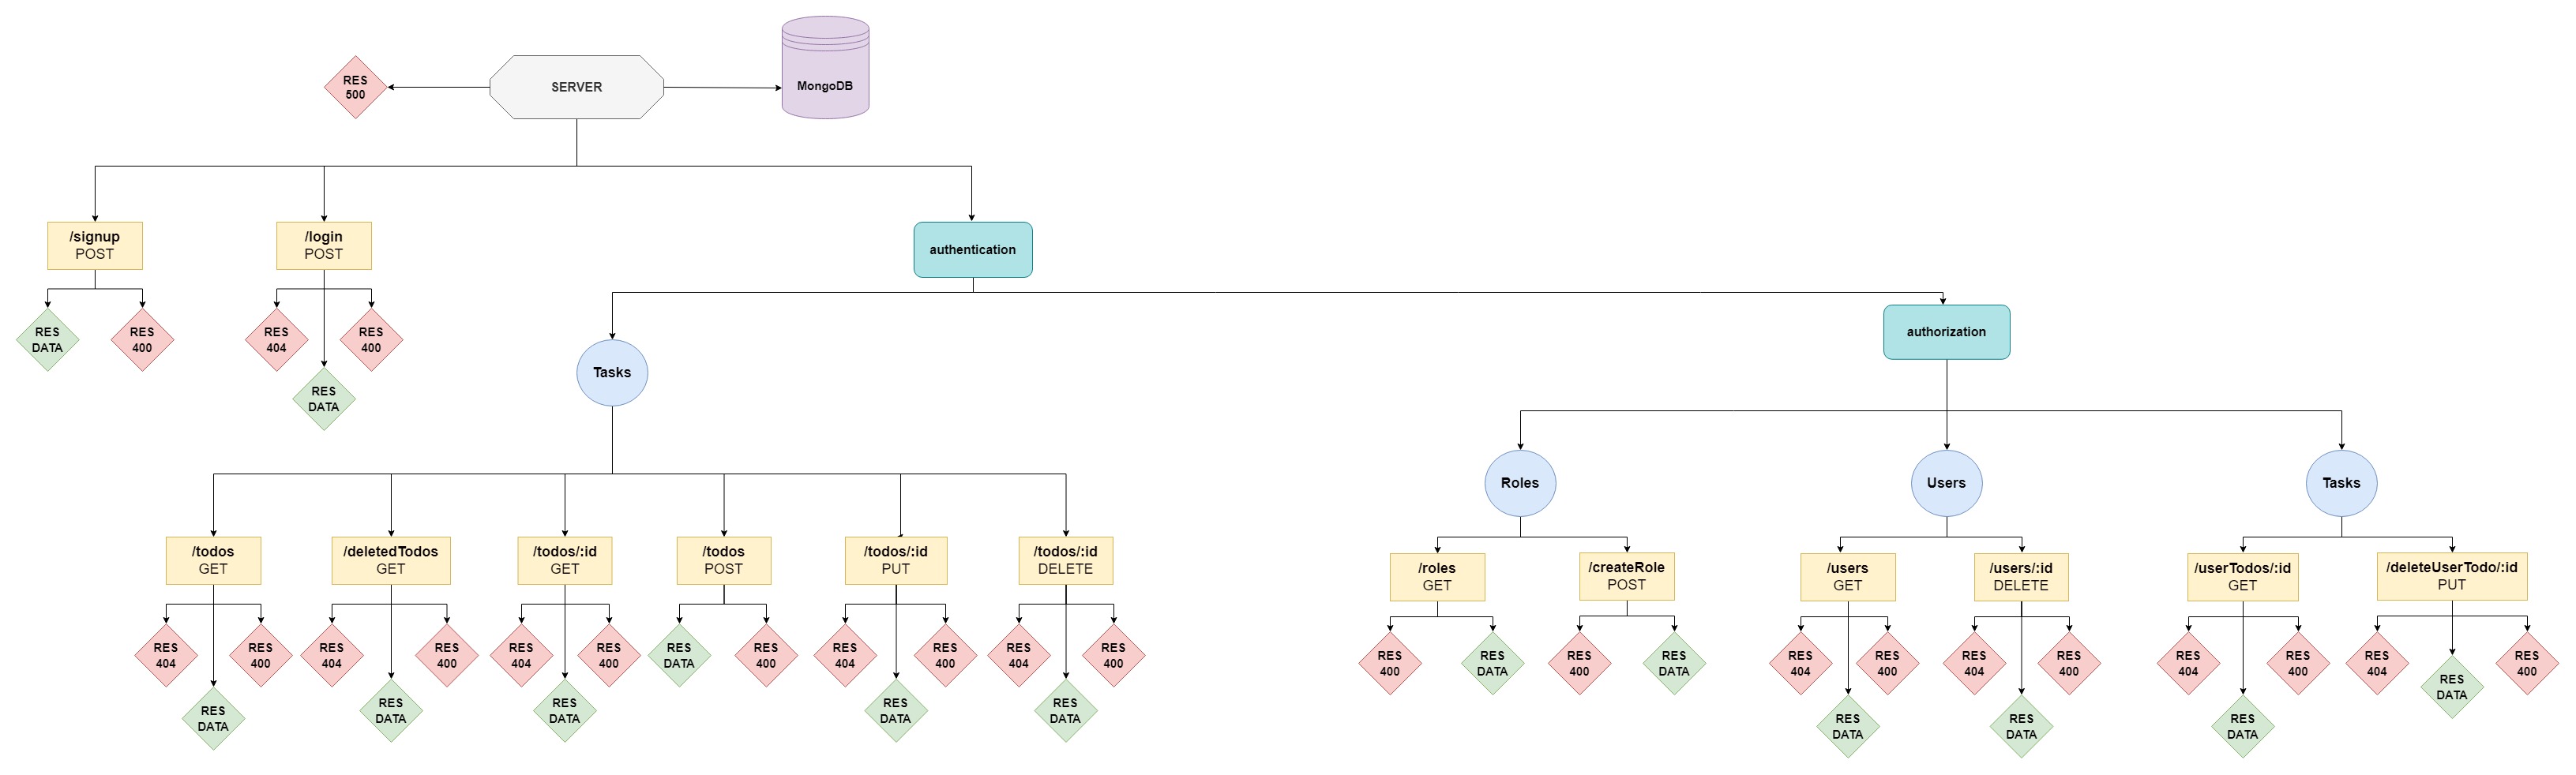 RES
500
SERVER
MongoDB
/signup
POST
/login
POST
authentication
RES
DATA
RES
400
RES
404
RES
400
RES
DATA
authorization
Tasks
Roles
Users
Tasks
/todos
GET
/deletedTodos
GET
/todos/:id
GET
/todos
POST
/todos/:id
PUT
/todos/:id
DELETE
/roles
GET
/createRole
POST
/users
GET
/users/:id
DELETE
/userTodos/:id
GET
/deleteUserTodo/:id
PUT
RES
404
RES
400
RES
DATA
RES
404
RES
400
RES
DATA
RES
404
RES
400
RES
DATA
RES
DATA
RES
400
RES
404
RES
400
RES
DATA
RES
404
RES
400
RES
DATA
RES
400
RES
DATA
RES
400
RES
DATA
RES
404
RES
400
RES
DATA
RES
404
RES
400
RES
DATA
RES
404
RES
400
RES
DATA
RES
404
RES
DATA
RES
400